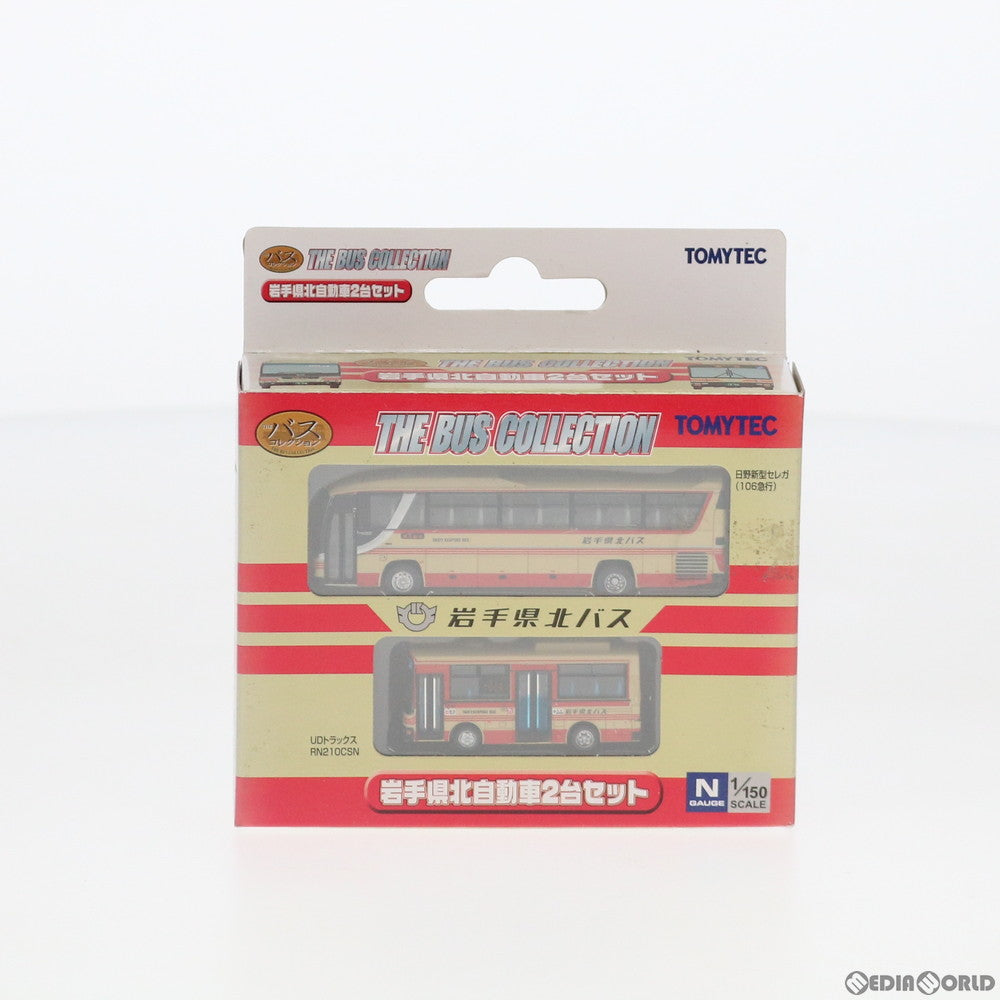 バス
コレクション
THE BUS COLLECTION
TOMYTEC
岩手県北自動車2台セット
THE BUS COLLECTION
TOMYTEC
岩手県北自動車2台セット
THE
バス
コレクション
THE BUS COLLECTION
TOMYTEC
日野新型セレガ
(106急行)
岩手県北バス
岩手県北バス
UDトラックス
RN210CSN
岩手県北バス
岩手県北自動車2台セット
N
GAUGE
1/150
SCALE
MEDIAWORLD